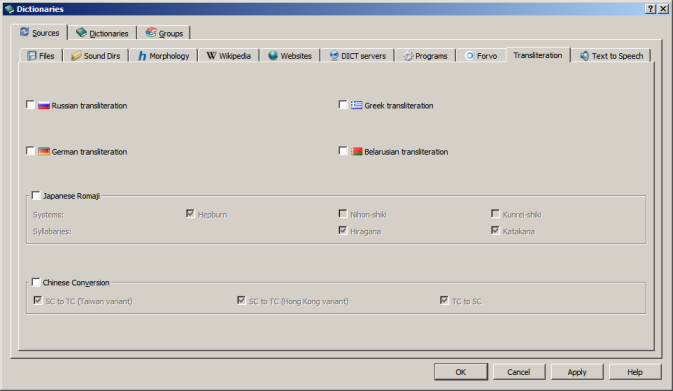 Dictionaries
Sources Dictionaries Groups
Files Sound Dirs Morphology Wikipedia Websites DICT servers Programs Forvo Transliteration Text to Speech
Russian transliteration Greek transliteration
German transliteration Belarusian transliteration
Japanese Romaji
Systems: Hepburn Nihon-shiki Kunrei-shiki
Syllabaries: Hiragana Katakana
Chinese Conversion
SC to TC (Taiwan variant) SC to TC (Hong Kong variant) TC to SC
OK Cancel Apply Help